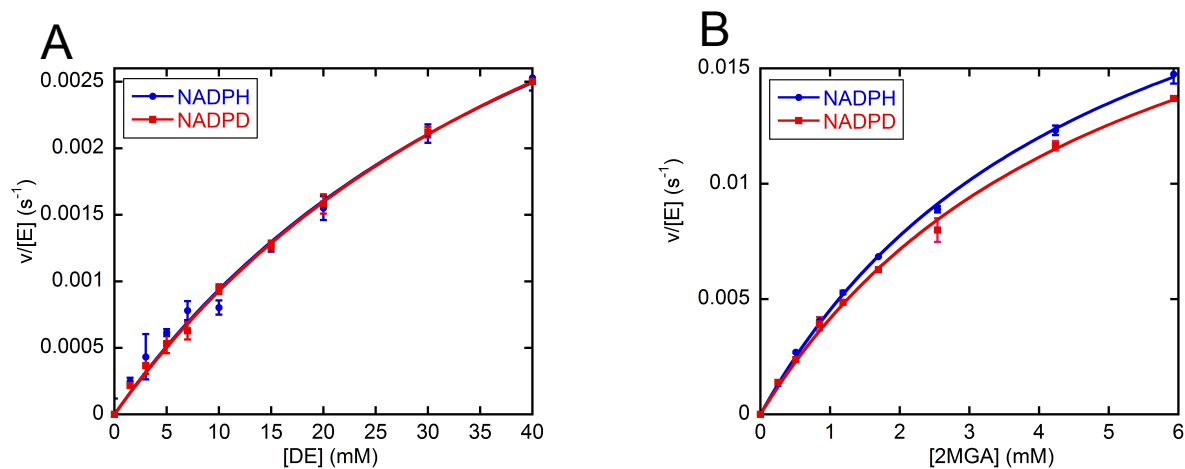 A
B
v/[E] (s⁻¹)
0.0025
0.002
0.0015
0.001
0.0005
0
NADPH
NADPD
0 5 10 15 20 25 30 35 40
[DE] (mM)
v/[E] (s⁻¹)
0.015
0.01
0.005
0
NADPH
NADPD
0 1 2 3 4 5 6
[2MGA] (mM)